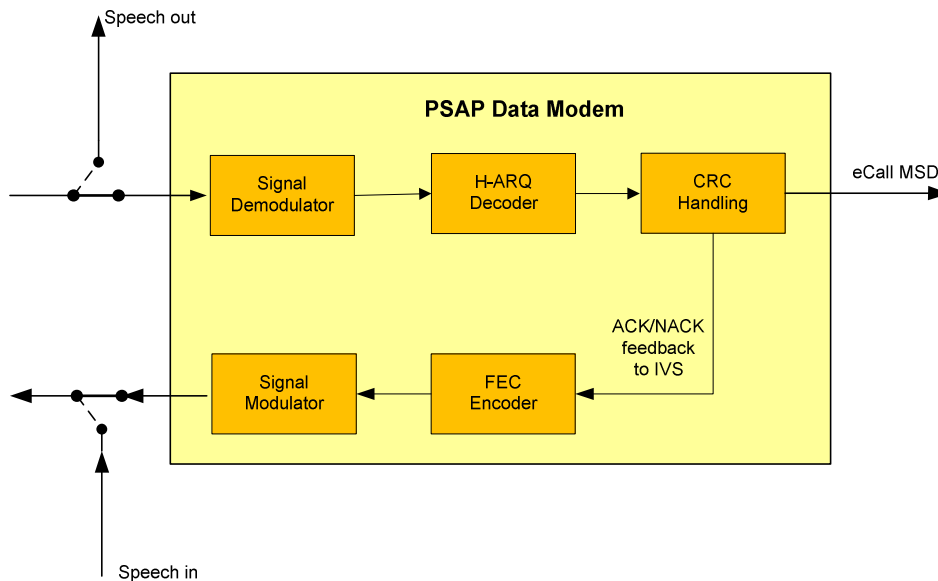 Speech out
PSAP Data Modem
Signal
Demodulator
H-ARQ
Decoder
CRC
Handling
eCall MSD
ACK/NACK
feedback
to IVS
Signal
Modulator
FEC
Encoder
Speech in